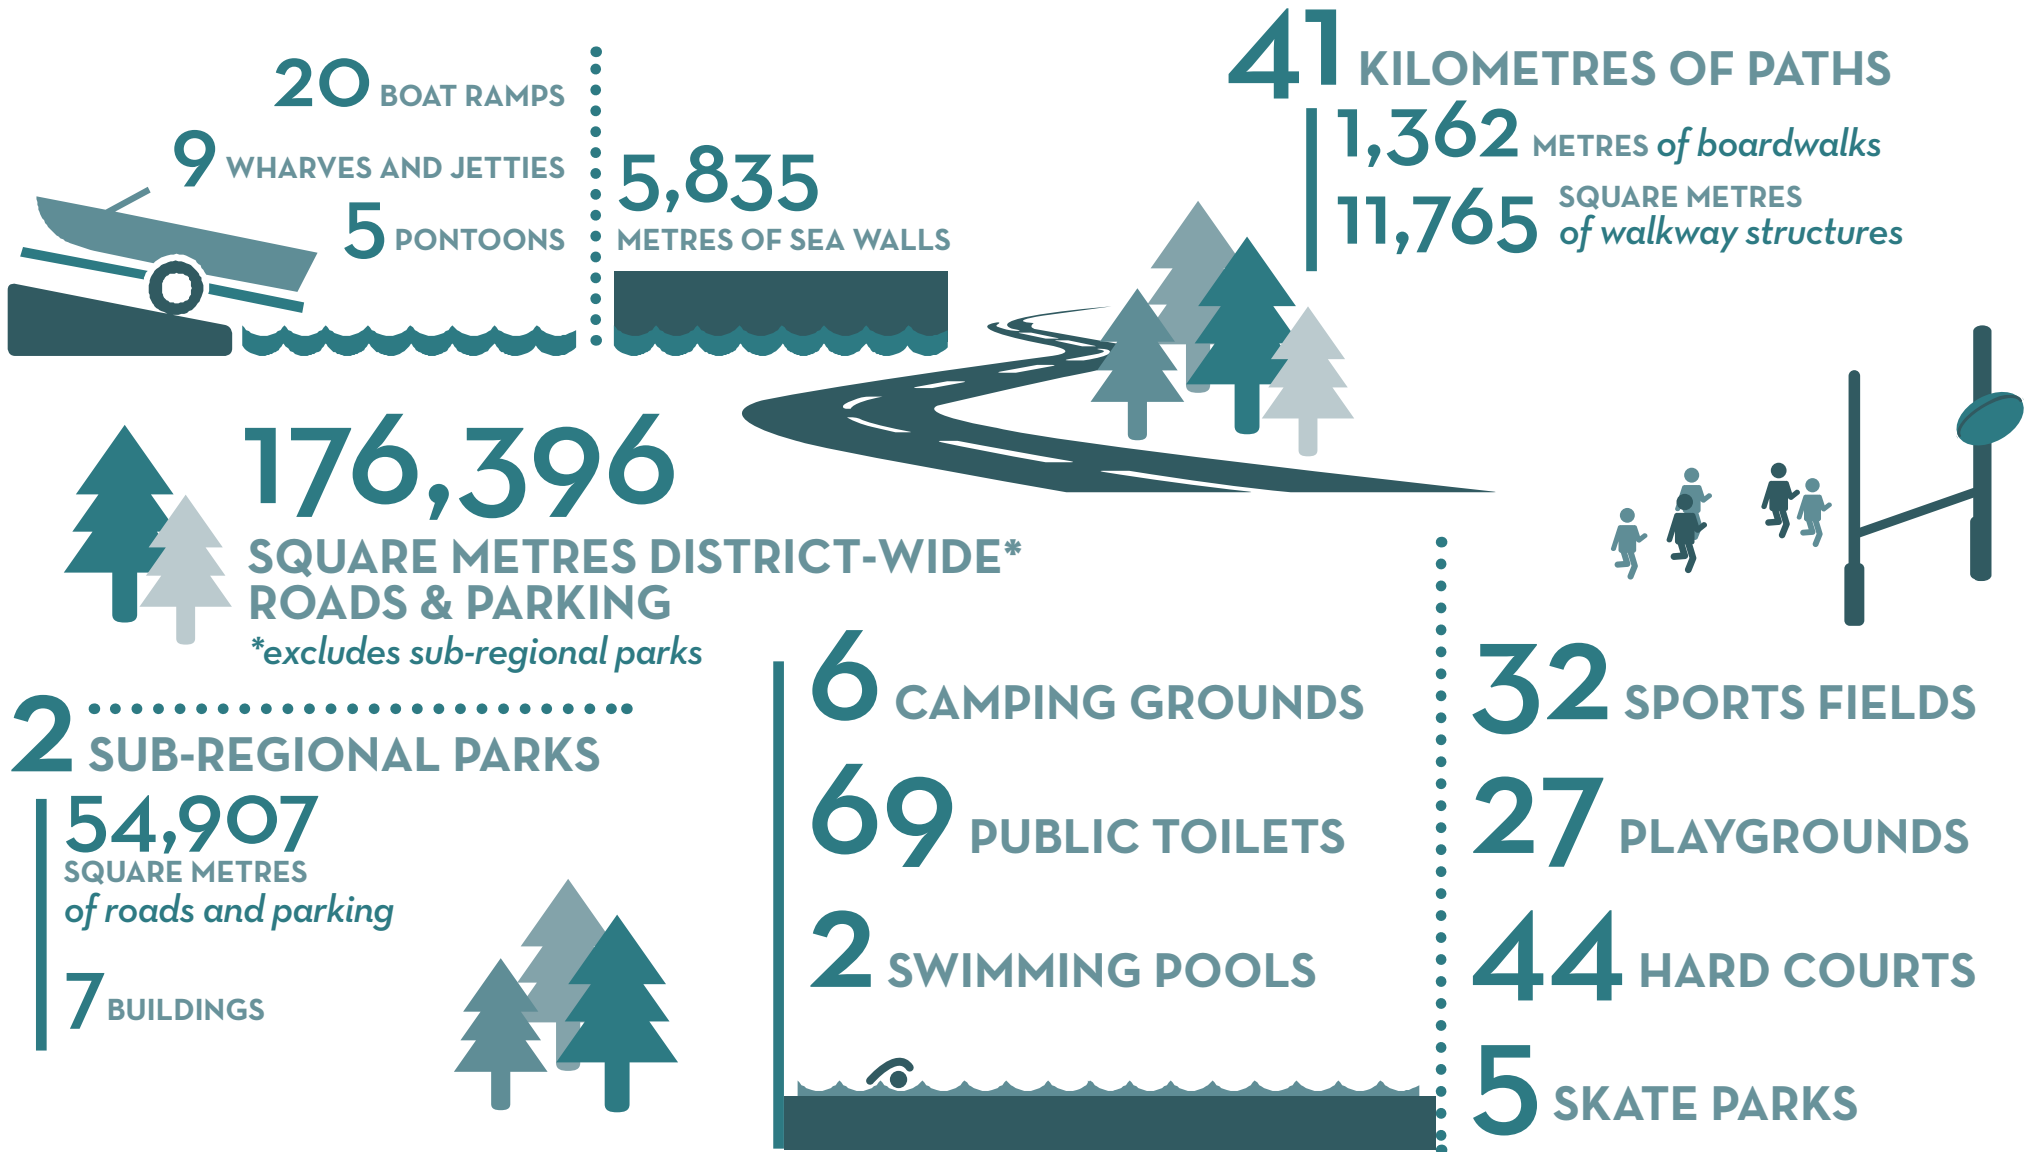 20 BOAT RAMPS
9 WHARVES AND JETTIES
5 PONTOONS
5,835
METRES OF SEA WALLS
41 KILOMETRES OF PATHS
1,362 METRES of boardwalks
11,765 SQUARE METRES
of walkway structures
176,396
SQUARE METRES DISTRICT-WIDE*
ROADS & PARKING
*excludes sub-regional parks
2 SUB-REGIONAL PARKS
54,907
SQUARE METRES
of roads and parking
7 BUILDINGS
6 CAMPING GROUNDS
69 PUBLIC TOILETS
2 SWIMMING POOLS
32 SPORTS FIELDS
27 PLAYGROUNDS
44 HARD COURTS
5 SKATE PARKS